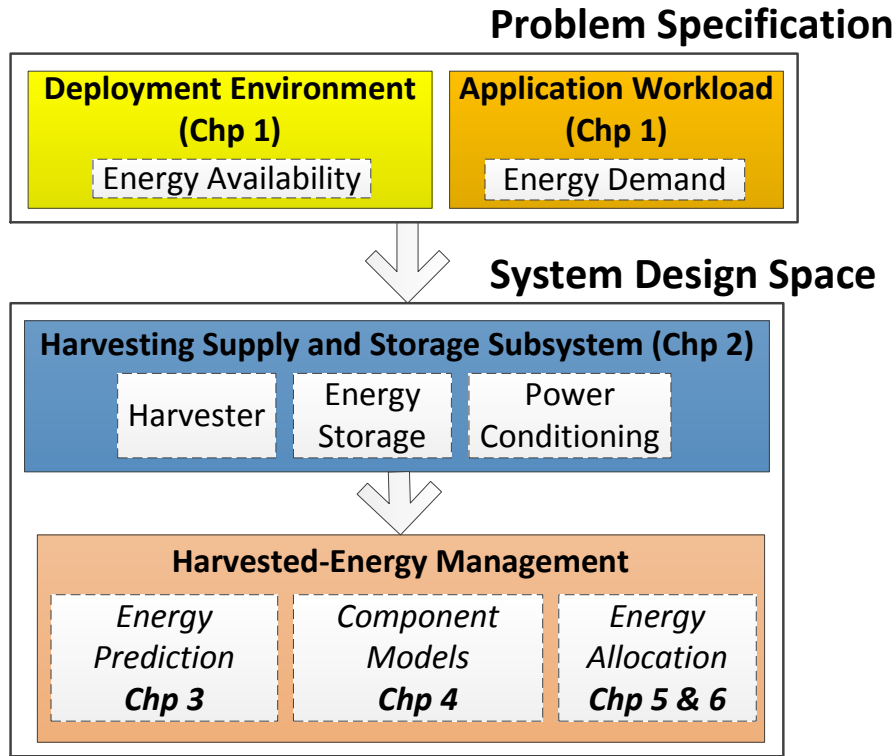 Problem Specification
Deployment Environment
(Chp 1)
Energy Availability
Application Workload
(Chp 1)
Energy Demand
System Design Space
Harvesting Supply and Storage Subsystem (Chp 2)
Harvester
Energy
Storage
Power
Conditioning
Harvested-Energy Management
Energy
Prediction
Chp 3
Component
Models
Chp 4
Energy
Allocation
Chp 5 & 6